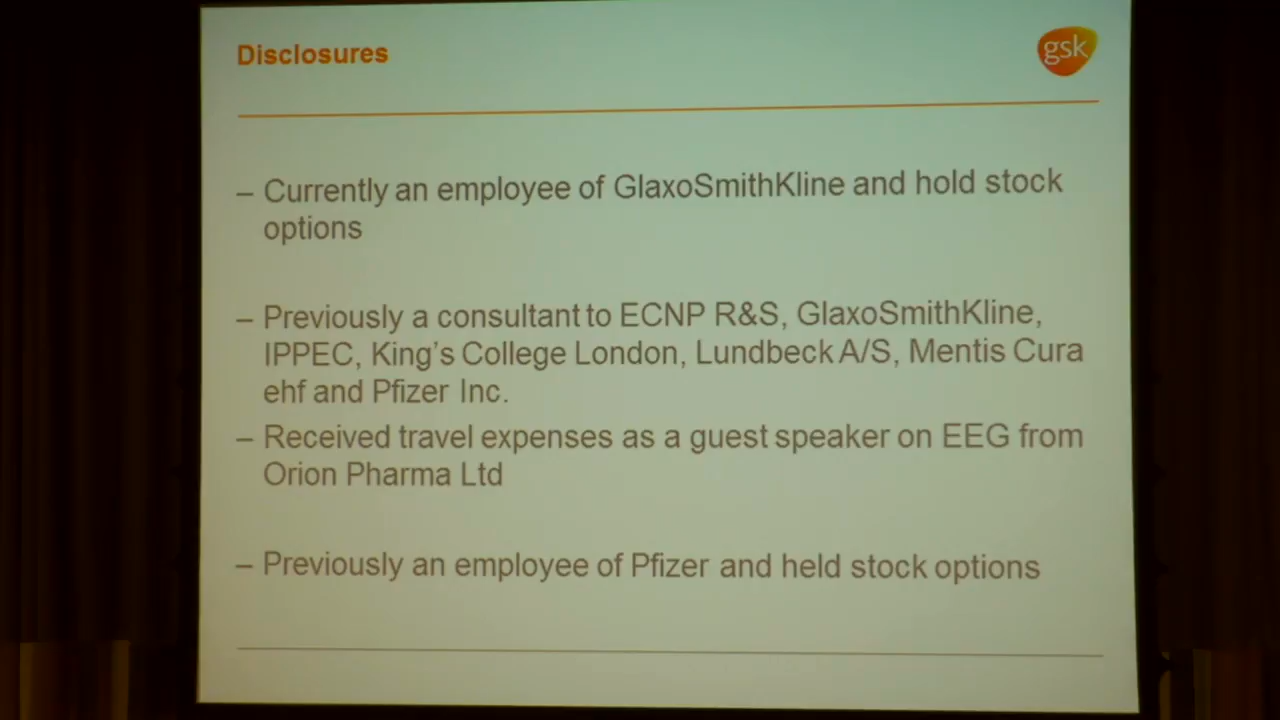 Disclosures
gsk
– Currently an employee of GlaxoSmithKline and hold stock
options
– Previously a consultant to ECNP R&S, GlaxoSmithKline,
IPPEC, King's College London, Lundbeck A/S, Mentis Cura
ehf and Pfizer Inc.
– Received travel expenses as a guest speaker on EEG from
Orion Pharma Ltd
– Previously an employee of Pfizer and held stock options